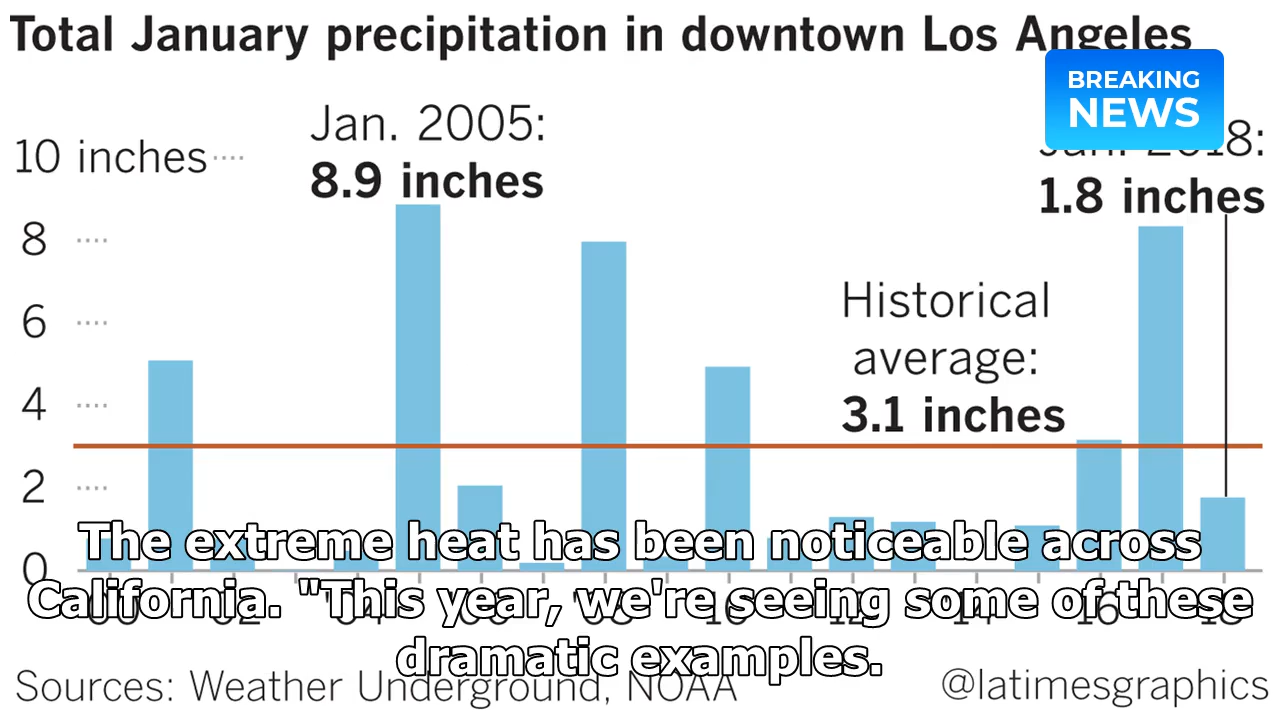 Total January precipitation in downtown Los Angeles
BREAKING
NEWS
Jan. 2005:
8.9 inches
Jan. 2018:
1.8 inches
10 inches
8
6
4
2
0
Historical
average:
3.1 inches
The extreme heat has been noticeable across
California. "This year, we're seeing some of these
dramatic examples.
Sources: Weather Underground, NOAA
@latimesgraphics